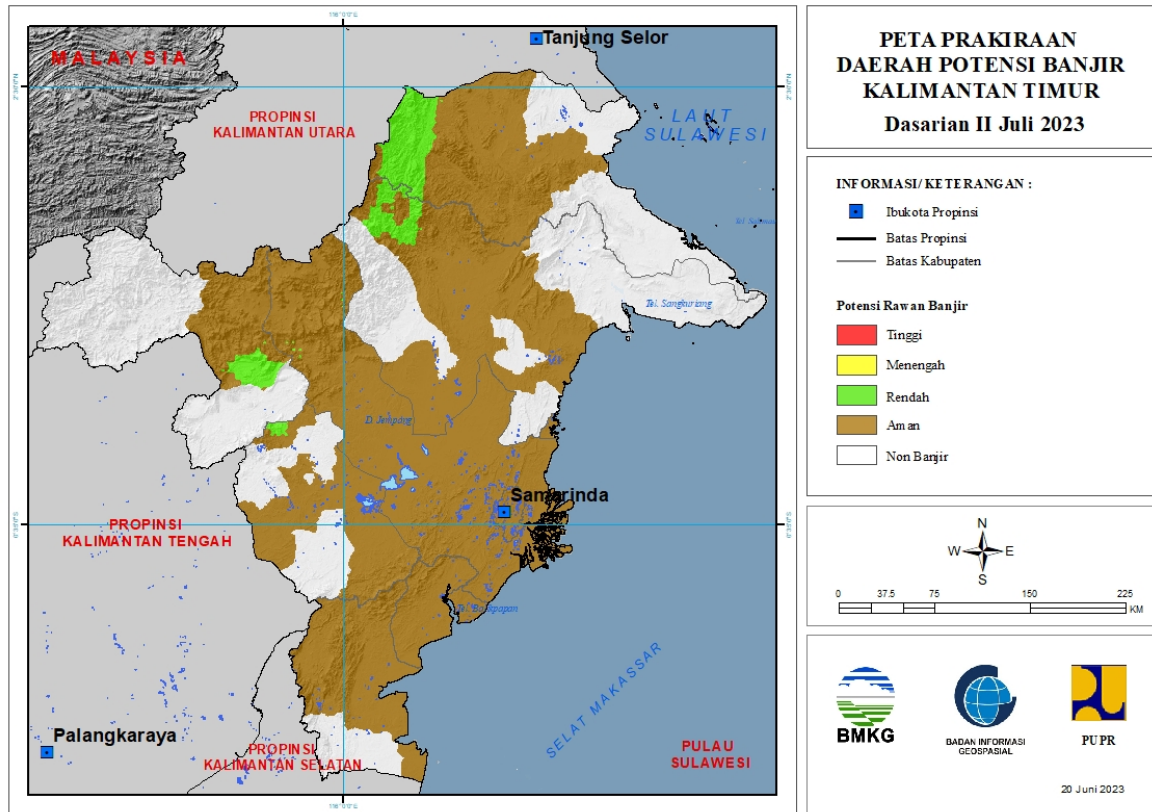 PETA PRAKIRAAN
DAERAH POTENSI BANJIR
KALIMANTAN TIMUR
Dasarian II Juli 2023
INFORMASI/ KETERANGAN :
Ibukota Propinsi
Batas Propinsi
Batas Kabupaten
Potensi Rawan Banjir
Tinggi
Menengah
Rendah
Aman
Non Banjir
N
W E
S
0 37.5 75 150 225
KM
BMKG
BADAN INFORMASI
GEOSPASIAL
PUPR
20 Juni 2023
Tanjung Selor
MALAYSIA
PROPINSI
KALIMANTAN UTARA
LAUT
SULAWESI
Tel. Sangkuriang
D. Jempang
Samarinda
PROPINSI
KALIMANTAN TENGAH
SELAT MAKASSAR
Palangkaraya
PROPINSI
KALIMANTAN SELATAN
PULAU
SULAWESI